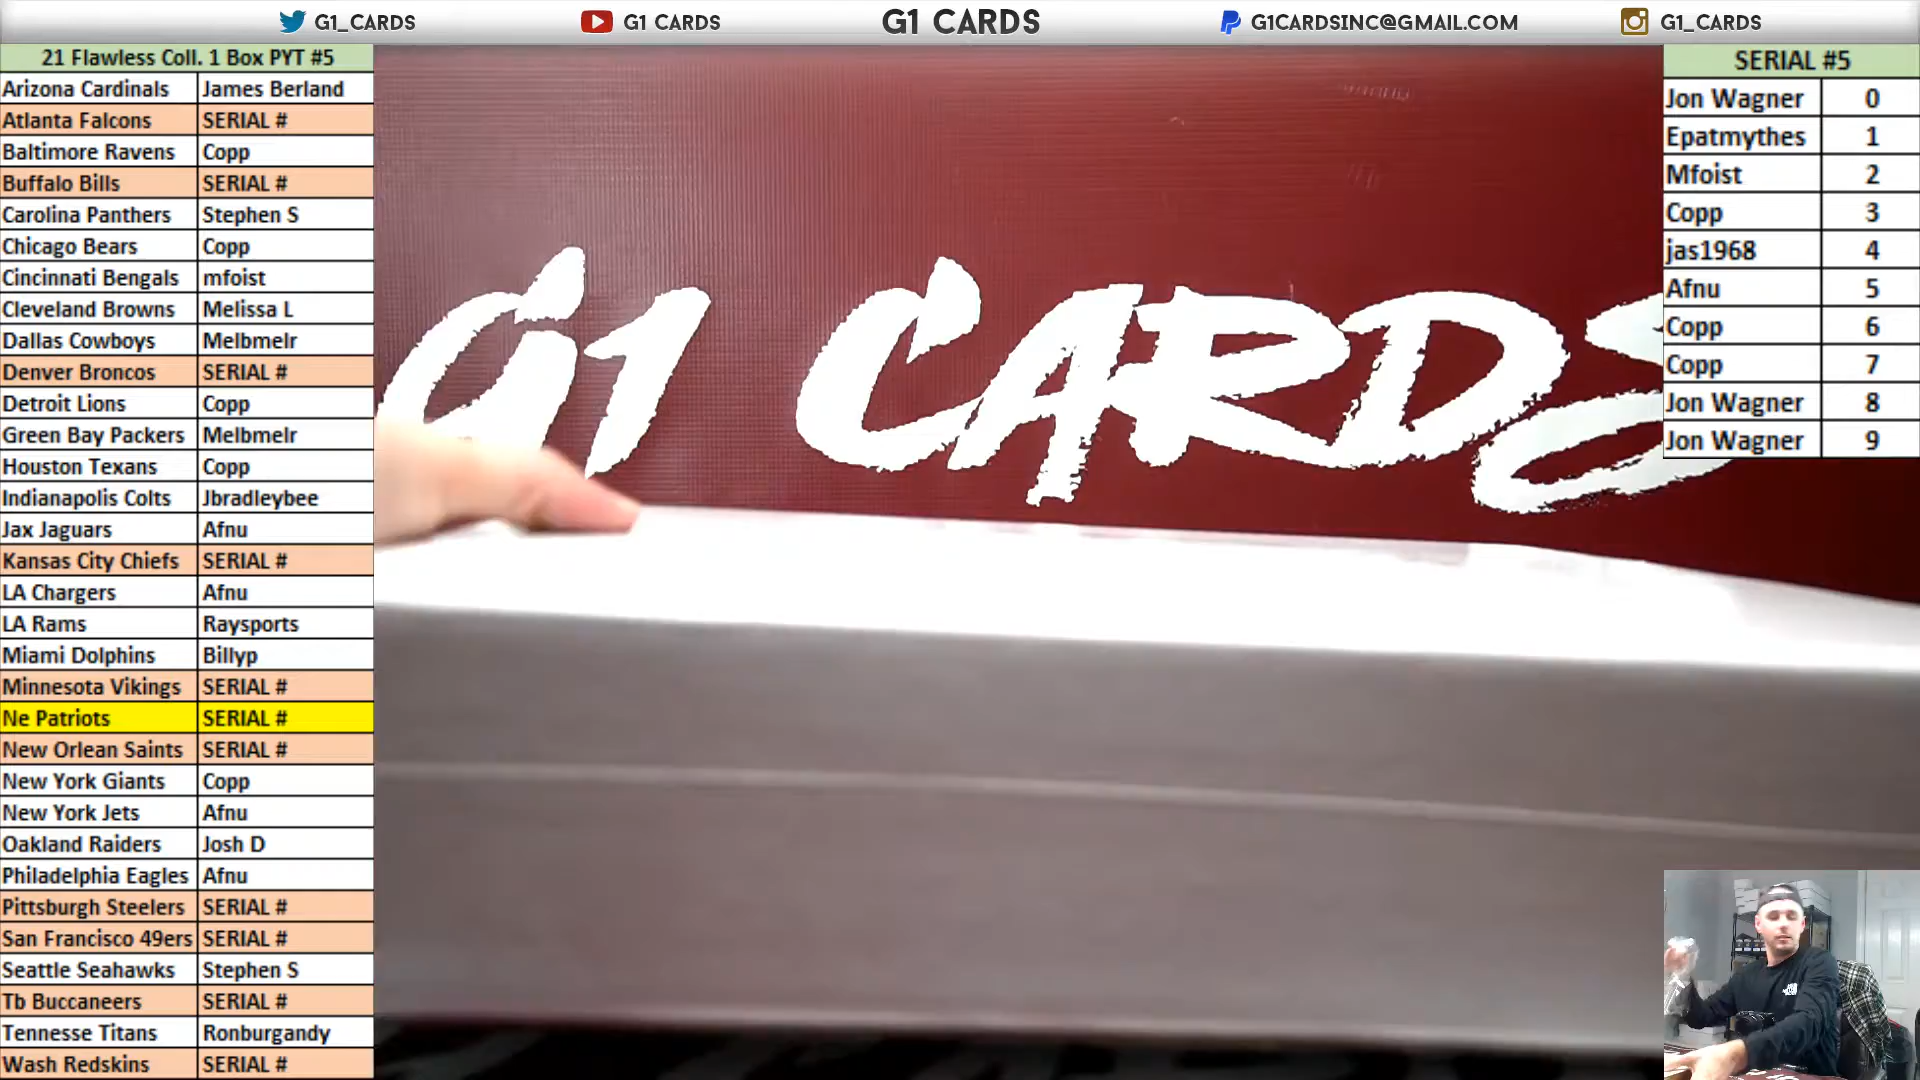 G1_CARDS G1 CARDS G1 CARDS G1CARDSINC@GMAIL.COM G1_CARDS
21 Flawless Coll. 1 Box PYT #5
Arizona Cardinals James Berland
Atlanta Falcons SERIAL #
Baltimore Ravens Copp
Buffalo Bills SERIAL #
Carolina Panthers Stephen S
Chicago Bears Copp
Cincinnati Bengals mfoist
Cleveland Browns Melissa L
Dallas Cowboys Melbmelr
Denver Broncos SERIAL #
Detroit Lions Copp
Green Bay Packers Melbmelr
Houston Texans Copp
Indianapolis Colts Jbradleybee
Jax Jaguars Afnu
Kansas City Chiefs SERIAL #
LA Chargers Afnu
LA Rams Raysports
Miami Dolphins Billyp
Minnesota Vikings SERIAL #
Ne Patriots SERIAL #
New Orlean Saints SERIAL #
New York Giants Copp
New York Jets Afnu
Oakland Raiders Josh D
Philadelphia Eagles Afnu
Pittsburgh Steelers SERIAL #
San Francisco 49ers SERIAL #
Seattle Seahawks Stephen S
Tb Buccaneers SERIAL #
Tennesse Titans Ronburgandy
Wash Redskins SERIAL #
G1 CARDS
SERIAL #5
Jon Wagner 0
Epatmythes 1
Mfoist 2
Copp 3
jas1968 4
Afnu 5
Copp 6
Copp 7
Jon Wagner 8
Jon Wagner 9